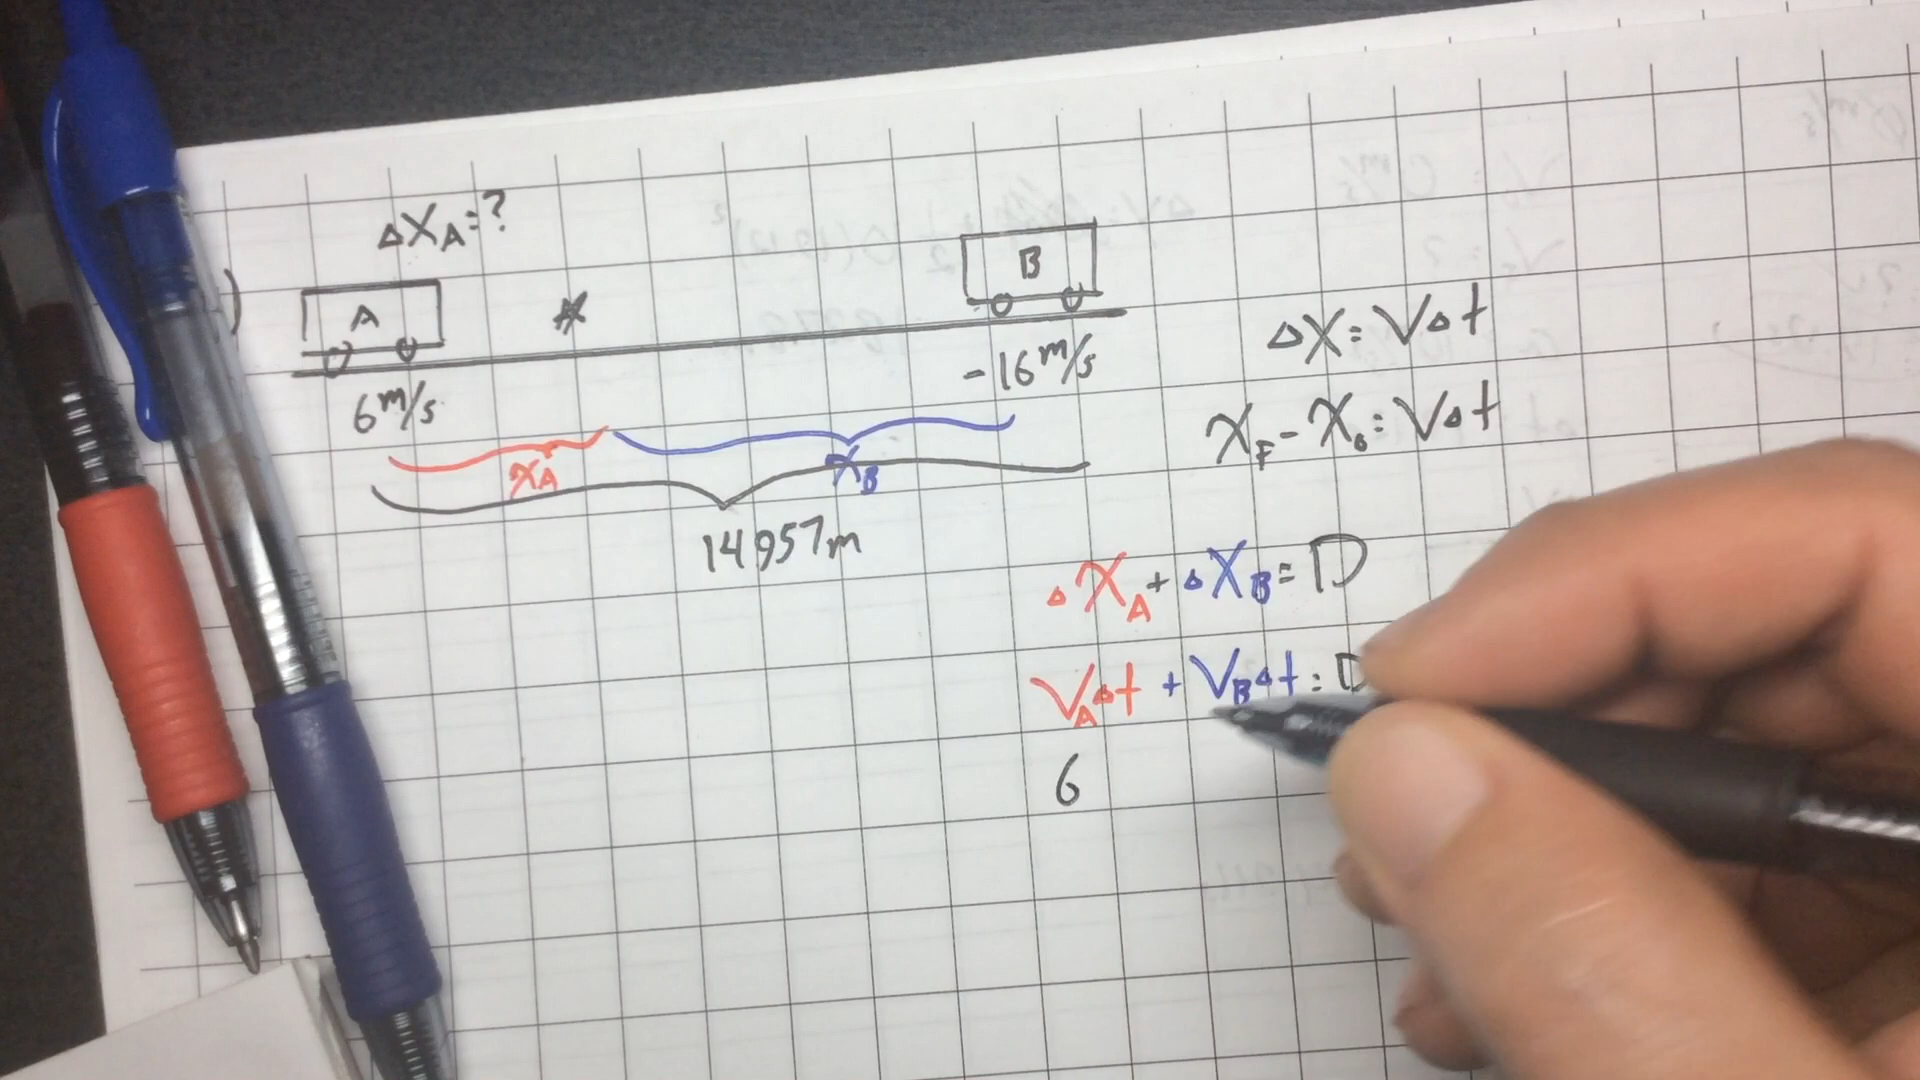 ΔX_A = ?
)
A
B
6 m/s
-16 m/s
X_A
X_B
14957m
ΔX = VΔt
X_F - X_0 = VΔt
ΔX_A + ΔX_B = D
V_AΔt + V_BΔt = D
6